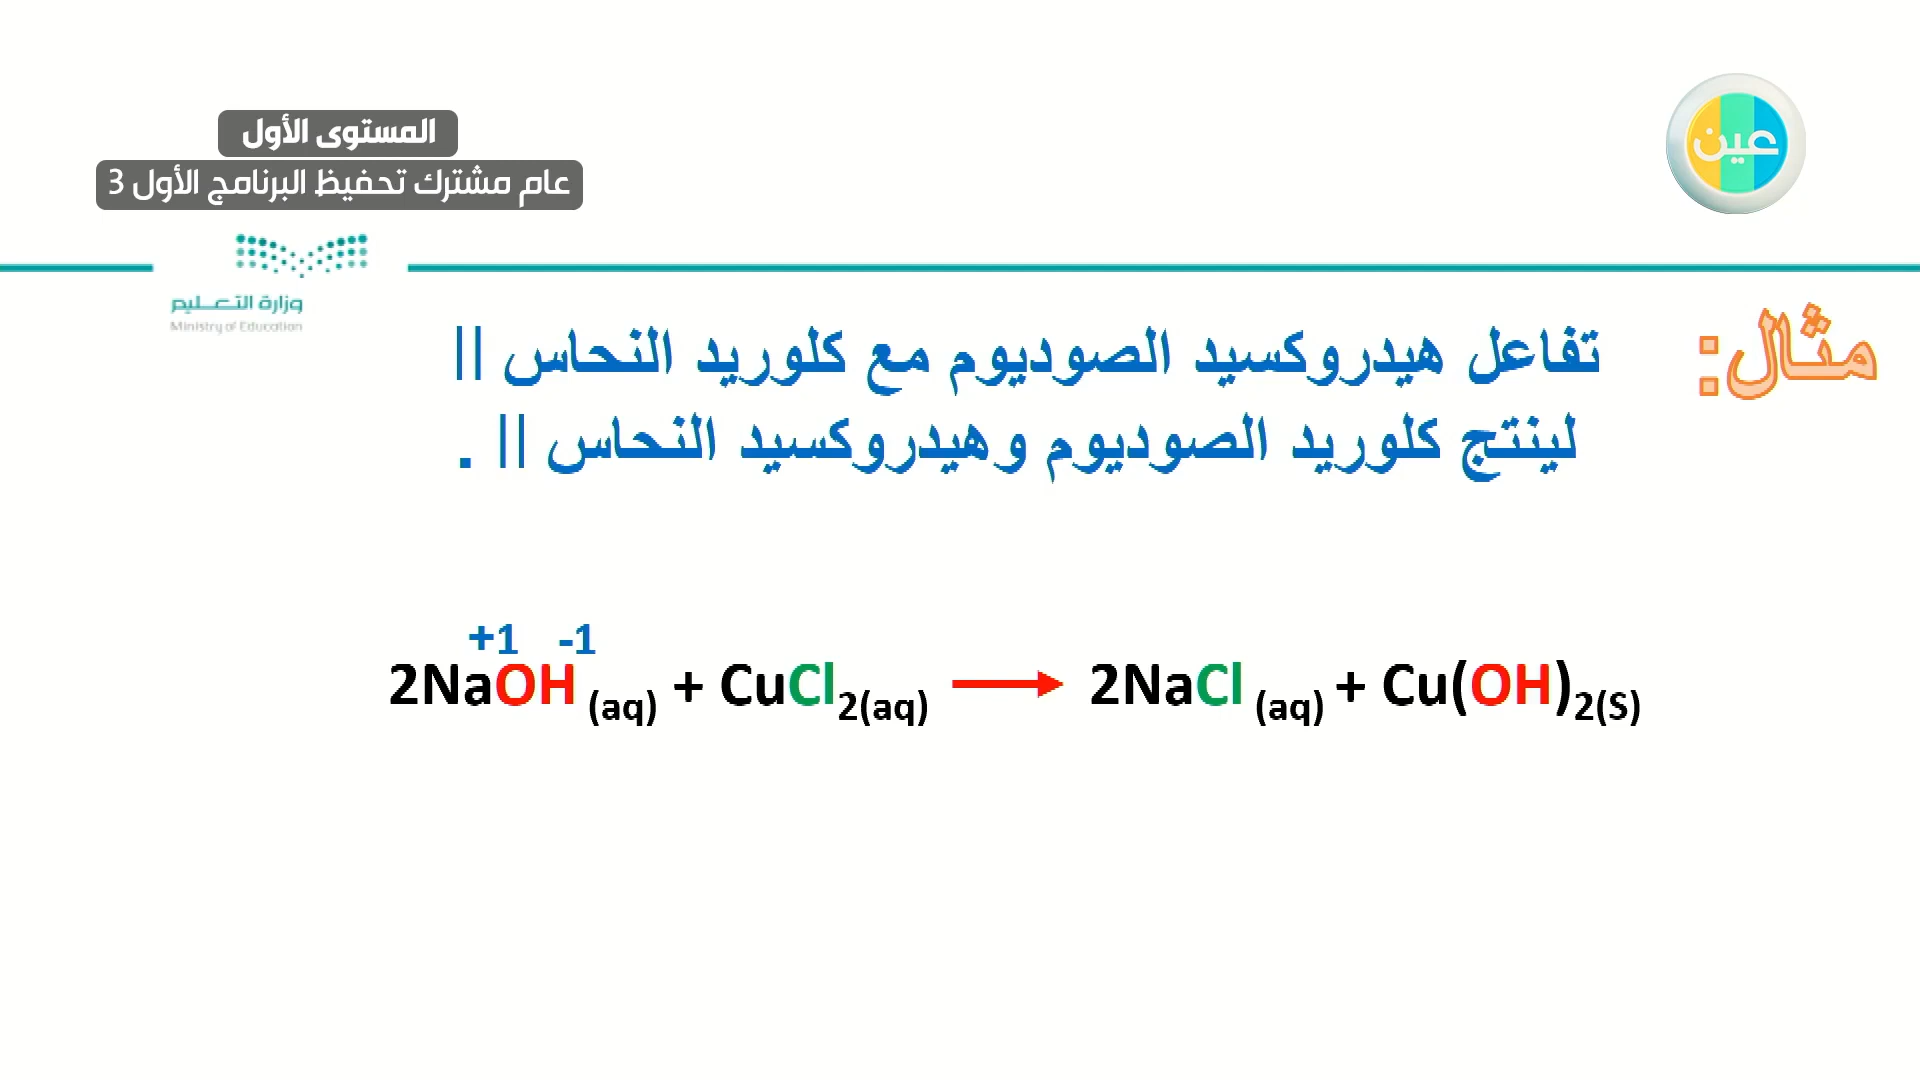 المستوى الأول
عام مشترك تحفيظ البرنامج الأول 3
عين
وزارة التعليم
Ministry of Education
مثال:
تفاعل هيدروكسيد الصوديوم مع كلوريد النحاس ||
لينتج كلوريد الصوديوم وهيدروكسيد النحاس || .
+1 -1
2NaOH (aq) + CuCl2(aq) → 2NaCl (aq) + Cu(OH)2(S)